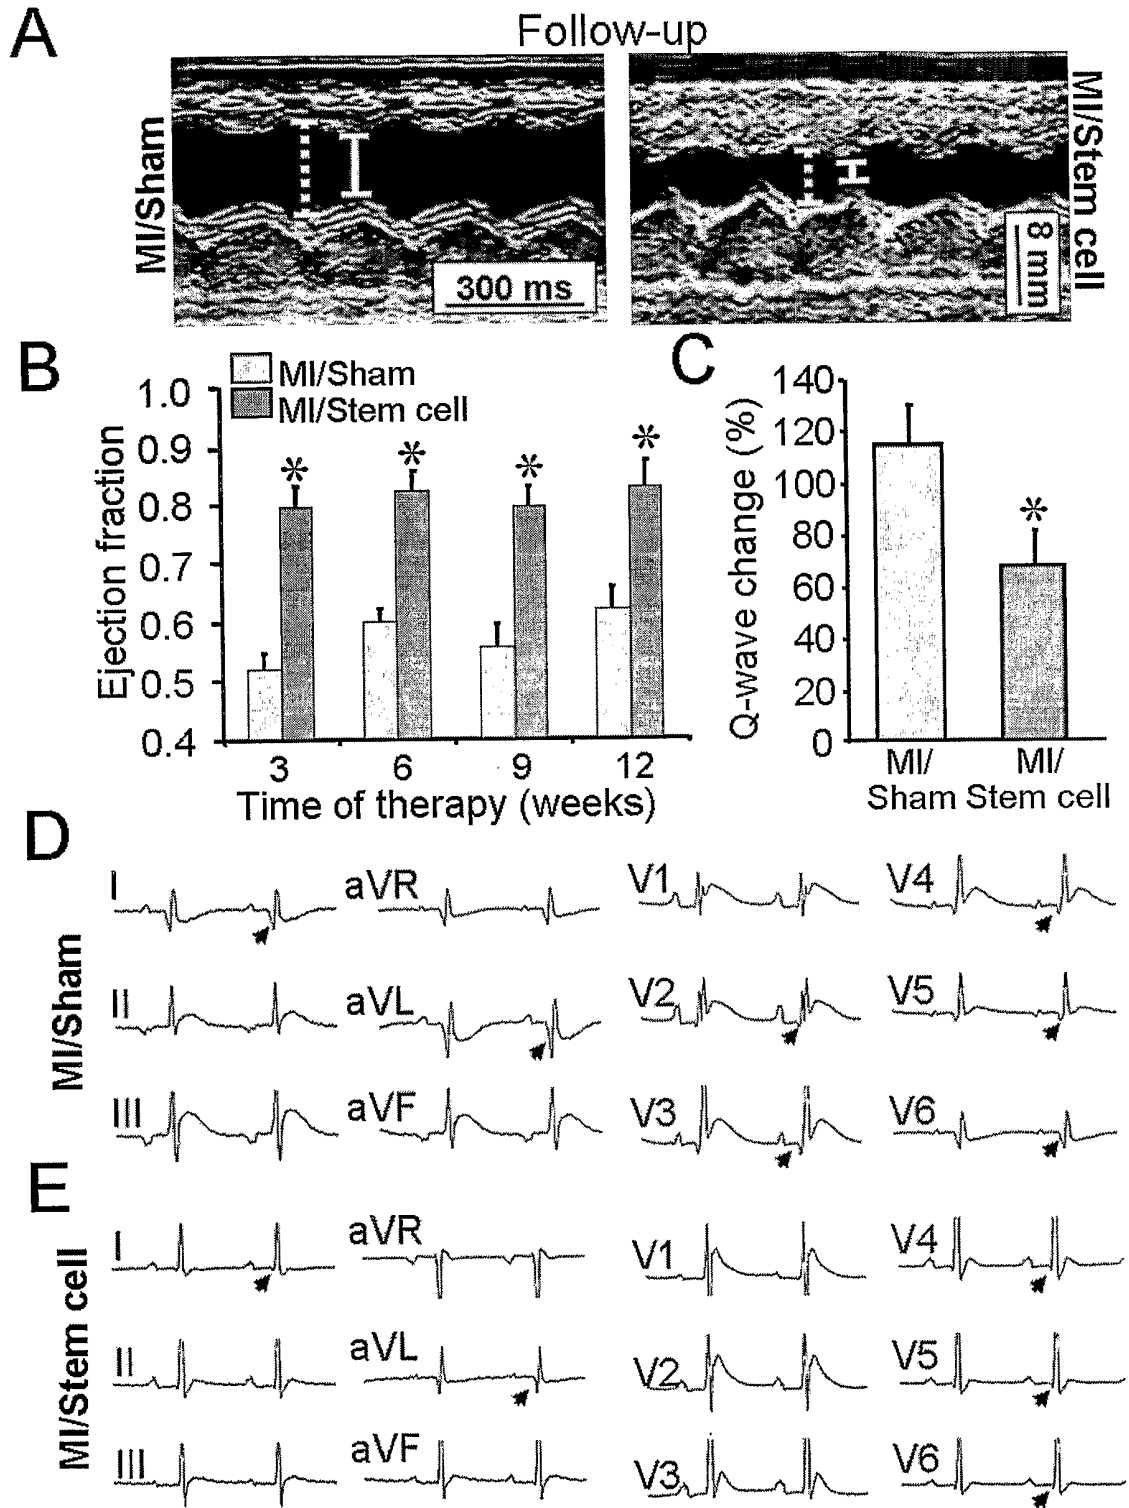 A
Follow-up
MI/Sham
MI/Stem cell
300 ms
8 mm
B
MI/Sham
MI/Stem cell
Ejection fraction
1.0
0.9
0.8
0.7
0.6
0.5
0.4
* * * *
3 6 9 12
Time of therapy (weeks)
C
Q-wave change (%)
140
120
100
80
60
40
20
0
*
MI/ MI/
Sham Stem cell
D
MI/Sham
I aVR V1 V4
II aVL V2 V5
III aVF V3 V6
E
MI/Stem cell
I aVR V1 V4
II aVL V2 V5
III aVF V3 V6